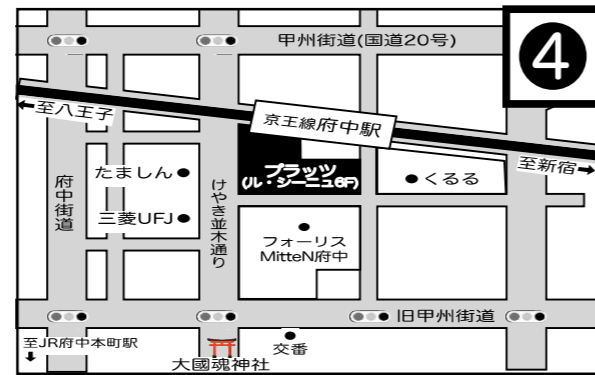 甲州街道(国道20号)
4
←至八王子
京王線府中駅
至新宿→
たましん
プラッツ
(ル・シーニュ6F)
くるる
府中街道
けやき並木通り
三菱UFJ
フォーリス
MitteN府中
旧甲州街道
至JR府中本町駅
↓
大國魂神社
交番